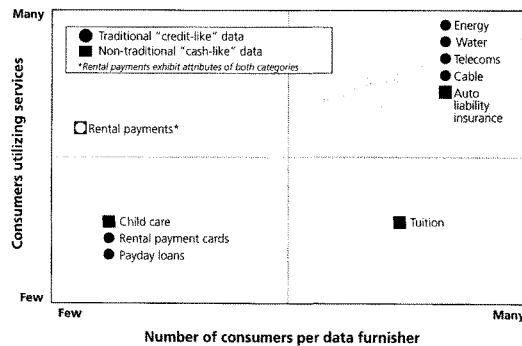 Many
Traditional "credit-like" data
Non-traditional "cash-like" data
*Rental payments exhibit attributes of both categories
Energy
Water
Telecoms
Cable
Auto
liability
insurance
Rental payments*
Child care
Rental payment cards
Payday loans
Tuition
Consumers utilizing services
Few
Few
Many
Number of consumers per data furnisher